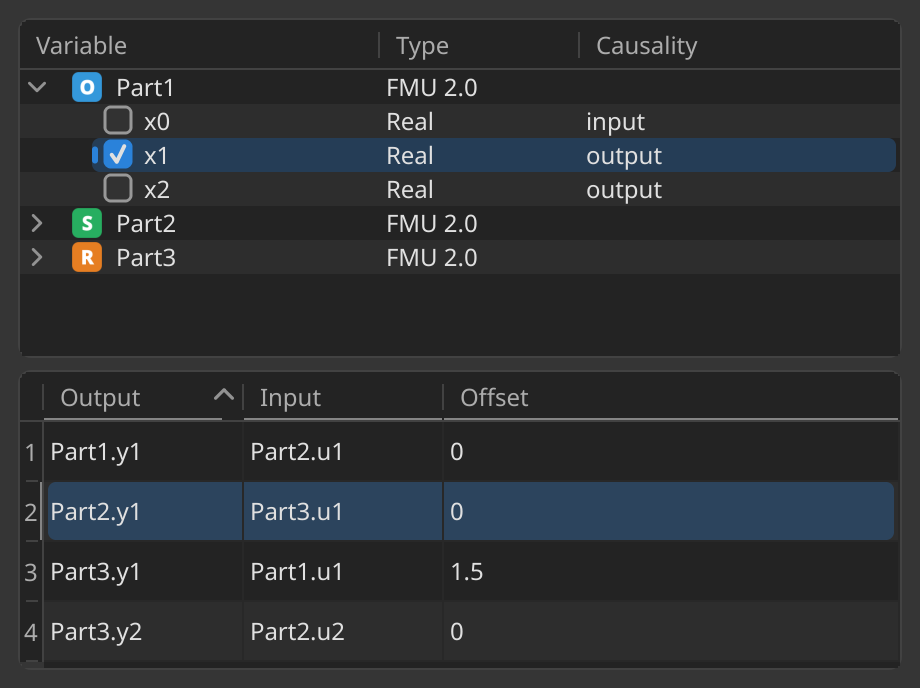 Variable Type Causality
O Part1 FMU 2.0
x0 Real input
x1 Real output
x2 Real output
S Part2 FMU 2.0
R Part3 FMU 2.0
Output Input Offset
1 Part1.y1 Part2.u1 0
2 Part2.y1 Part3.u1 0
3 Part3.y1 Part1.u1 1.5
4 Part3.y2 Part2.u2 0